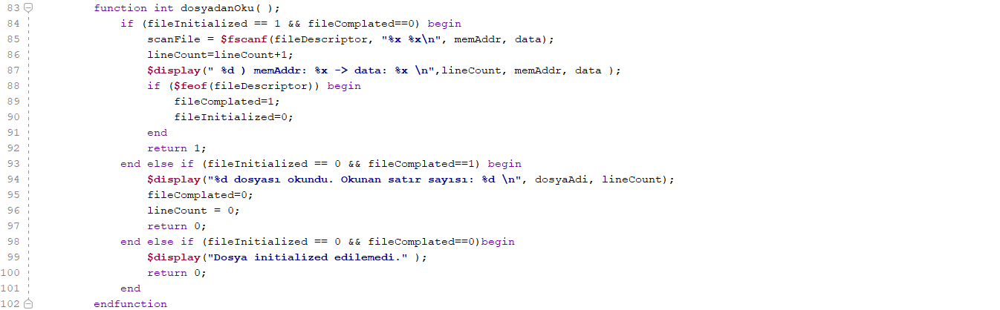 83 function int dosyadanOku( );
84 if (fileInitialized == 1 && fileComplated==0) begin
85 scanFile = $fscanf(fileDescriptor, "%x %x\n", memAddr, data);
86 lineCount=lineCount+1;
87 $display(" %d ) memAddr: %x -> data: %x \n",lineCount, memAddr, data );
88 if ($feof(fileDescriptor)) begin
89 fileComplated=1;
90 fileInitialized=0;
91 end
92 return 1;
93 end else if (fileInitialized == 0 && fileComplated==1) begin
94 $display("%d dosyası okundu. Okunan satır sayısı: %d \n", dosyaAdi, lineCount);
95 fileComplated=0;
96 lineCount = 0;
97 return 0;
98 end else if (fileInitialized == 0 && fileComplated==0)begin
99 $display("Dosya initialized edilemedi." );
100 return 0;
101 end
102 endfunction